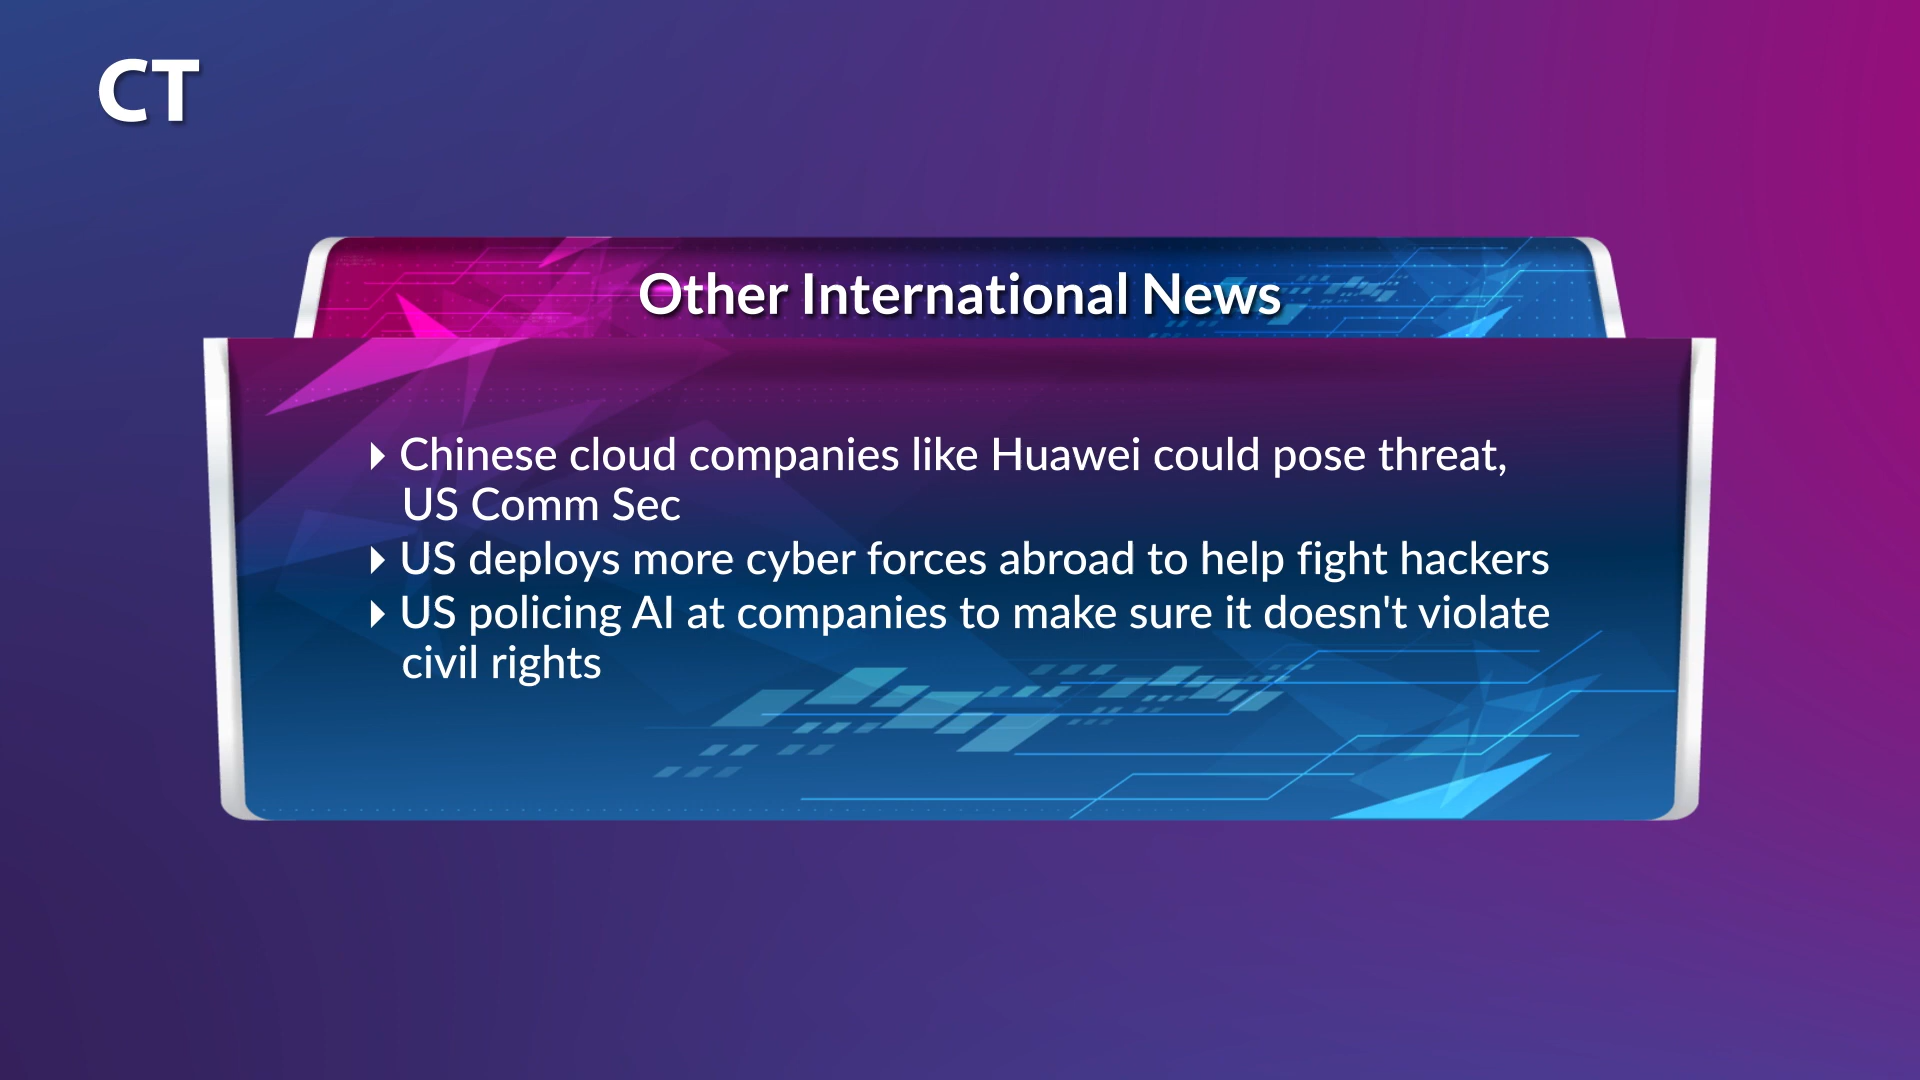 CT
Other International News
Chinese cloud companies like Huawei could pose threat,
US Comm Sec
US deploys more cyber forces abroad to help fight hackers
US policing AI at companies to make sure it doesn't violate
civil rights